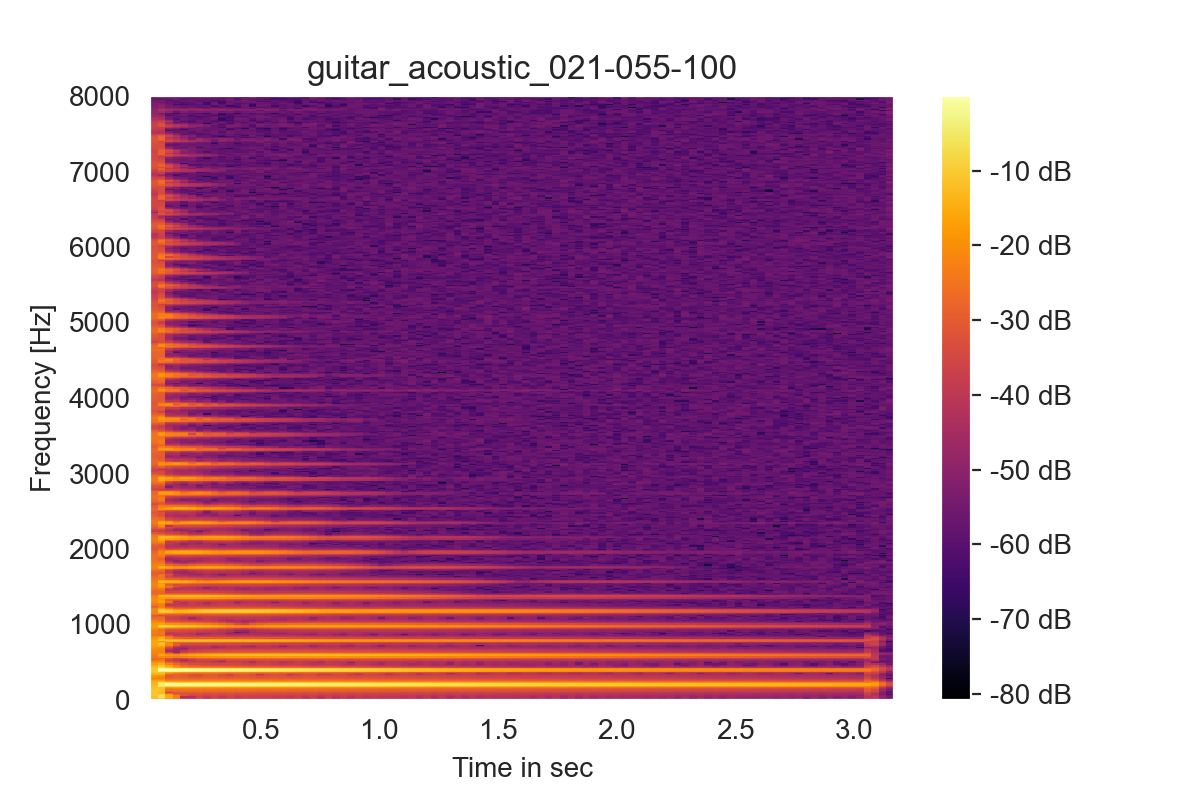 guitar_acoustic_021-055-100
8000
7000
6000
5000
4000
3000
2000
1000
0
Frequency [Hz]
0.5 1.0 1.5 2.0 2.5 3.0
Time in sec
-10 dB
-20 dB
-30 dB
-40 dB
-50 dB
-60 dB
-70 dB
-80 dB